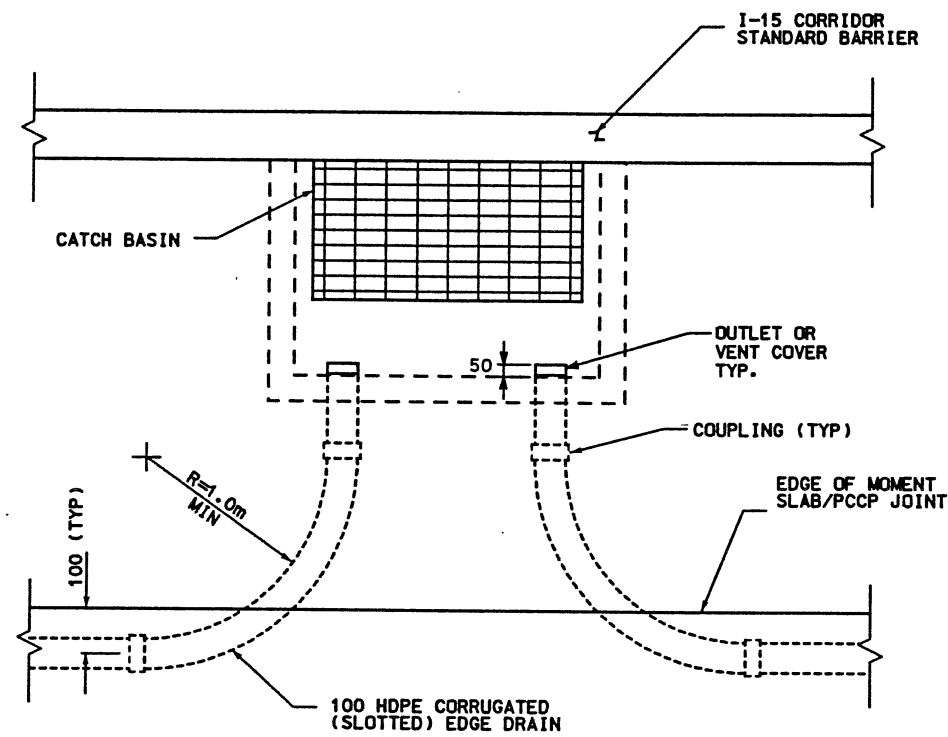 I-15 CORRIDOR
STANDARD BARRIER
CATCH BASIN
OUTLET OR
VENT COVER
TYP.
50
COUPLING (TYP)
R=1.0m
MIN
EDGE OF MOMENT
SLAB/PCCP JOINT
100 (TYP)
100 HDPE CORRUGATED
(SLOTTED) EDGE DRAIN